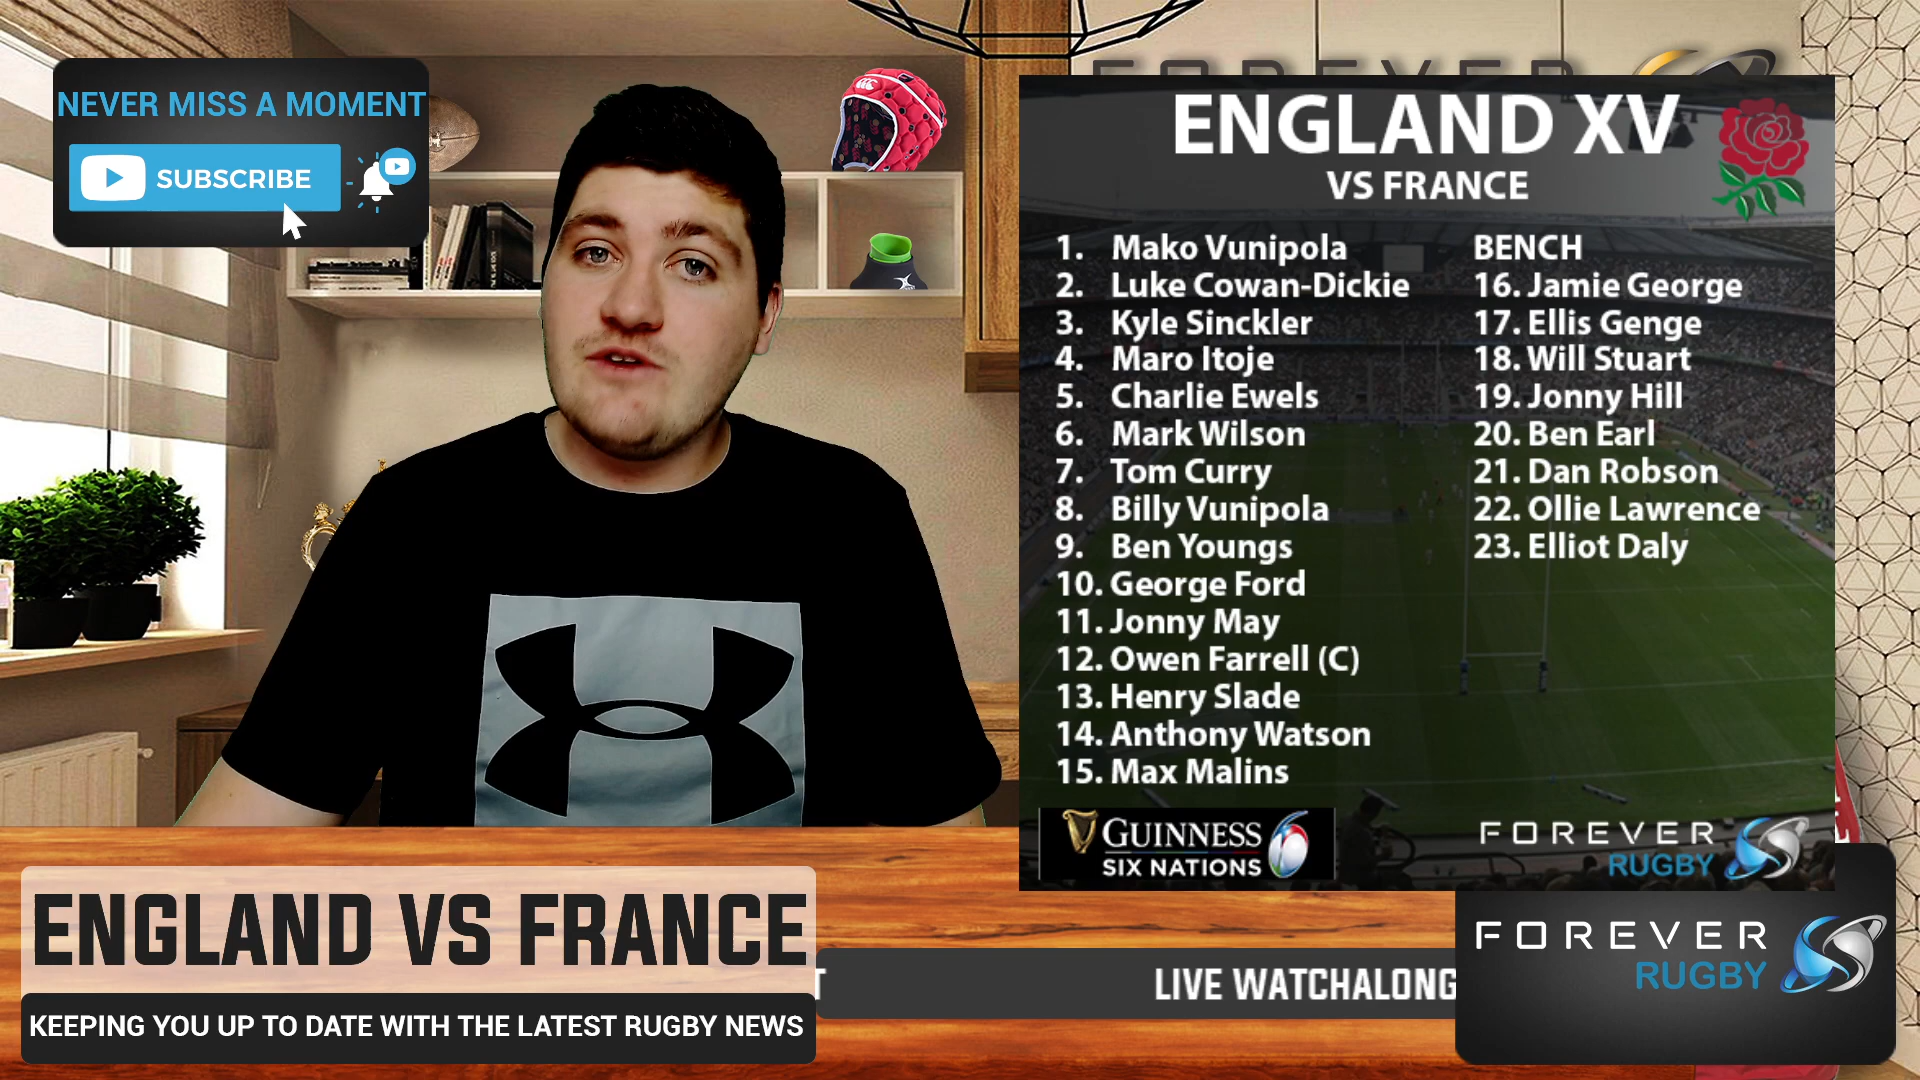 FOREVER
NEVER MISS A MOMENT
SUBSCRIBE
ENGLAND XV
VS FRANCE
1. Mako Vunipola
2. Luke Cowan-Dickie
3. Kyle Sinckler
4. Maro Itoje
5. Charlie Ewels
6. Mark Wilson
7. Tom Curry
8. Billy Vunipola
9. Ben Youngs
10. George Ford
11. Jonny May
12. Owen Farrell (C)
13. Henry Slade
14. Anthony Watson
15. Max Malins
BENCH
16. Jamie George
17. Ellis Genge
18. Will Stuart
19. Jonny Hill
20. Ben Earl
21. Dan Robson
22. Ollie Lawrence
23. Elliot Daly
GUINNESS
SIX NATIONS
FOREVER
RUGBY
ENGLAND VS FRANCE
KEEPING YOU UP TO DATE WITH THE LATEST RUGBY NEWS
T LIVE WATCHALONG
FOREVER
RUGBY